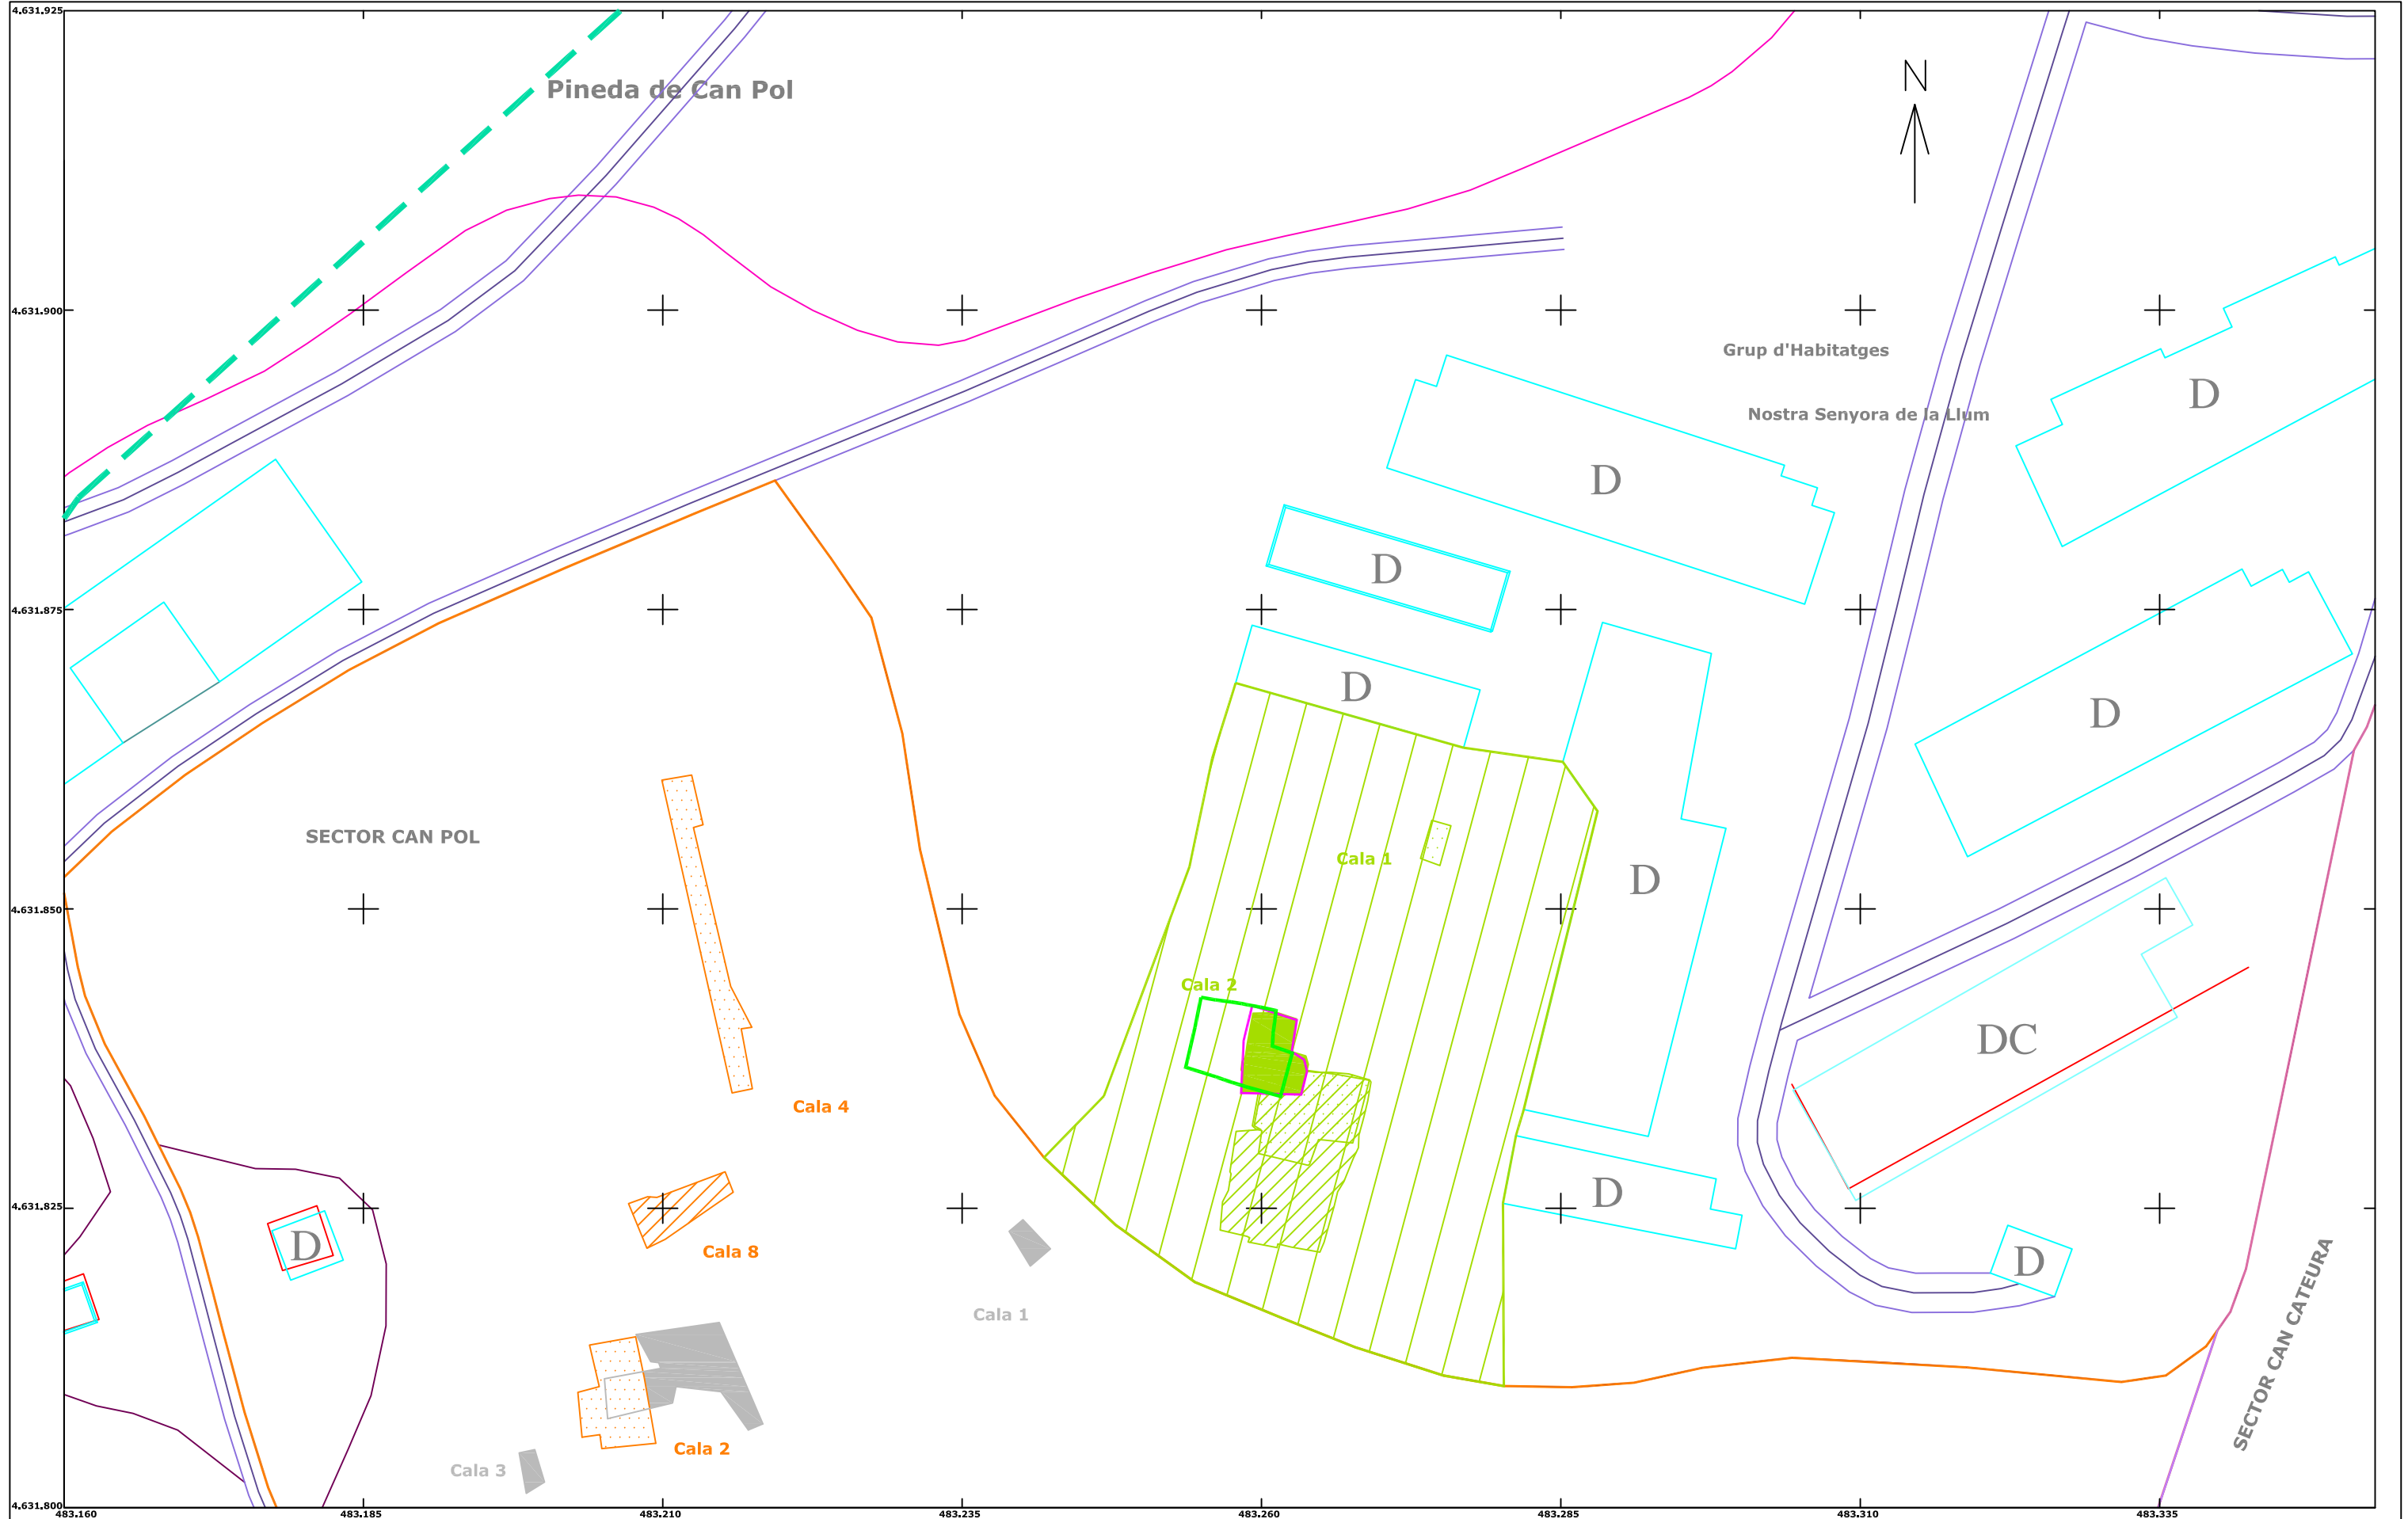 4.631.925
Pineda de Can Pol
N
4.631.900
Grup d'Habitatges
D
Nostra Senyora de la Llum
D
D
4.631.875
D
D
SECTOR CAN POL
Cala 1
D
4.631.850
Cala 2
DC
Cala 4
D
4.631.825
D
Cala 8
D
SECTOR CAN CATEURA
Cala 1
Cala 2
Cala 3
4.631.800
483.160
483.185
483.210
483.235
483.260
483.285
483.310
483.335